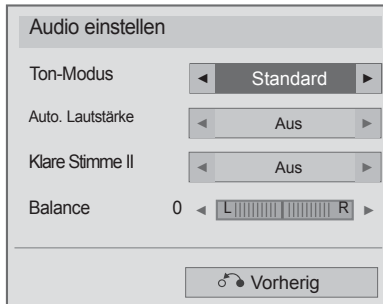 Audio einstellen
Ton-Modus ◄ Standard ►
Auto. Lautstärke ◄ Aus ►
Klare Stimme II ◄ Aus ►
Balance 0 ◄ L R ►
Vorherig